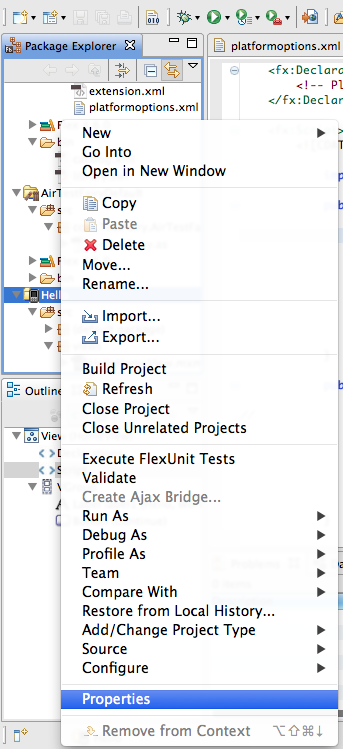 platformoptions.xml
Package Explorer
<fx:Declara
<!-- Pl
</fx:Declar
extension.xml
platformoptions.xml
New
Go Into
Open in New Window
Copy
Paste
Delete
Move...
Rename...
Import...
Export...
Build Project
Refresh
Close Project
Close Unrelated Projects
Execute FlexUnit Tests
Validate
Create Ajax Bridge...
Run As
Debug As
Profile As
Team
Compare With
Restore from Local History...
Add/Change Project Type
Source
Configure
Properties
Remove from Context ⌥⇧⌘↓
AirT
Hell
Outline
View